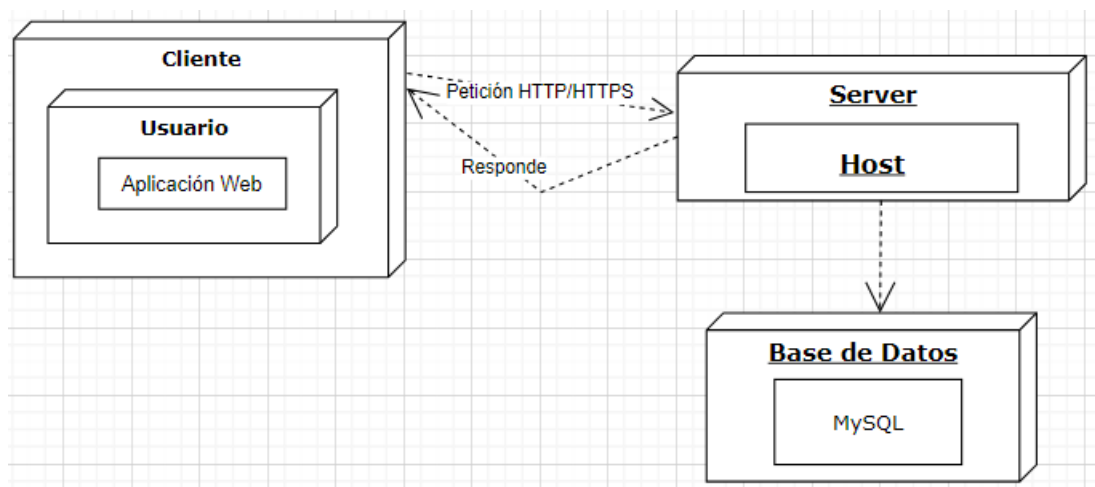 Cliente
Usuario
Aplicación Web
Petición HTTP/HTTPS
Responde
Server
Host
Base de Datos
MySQL